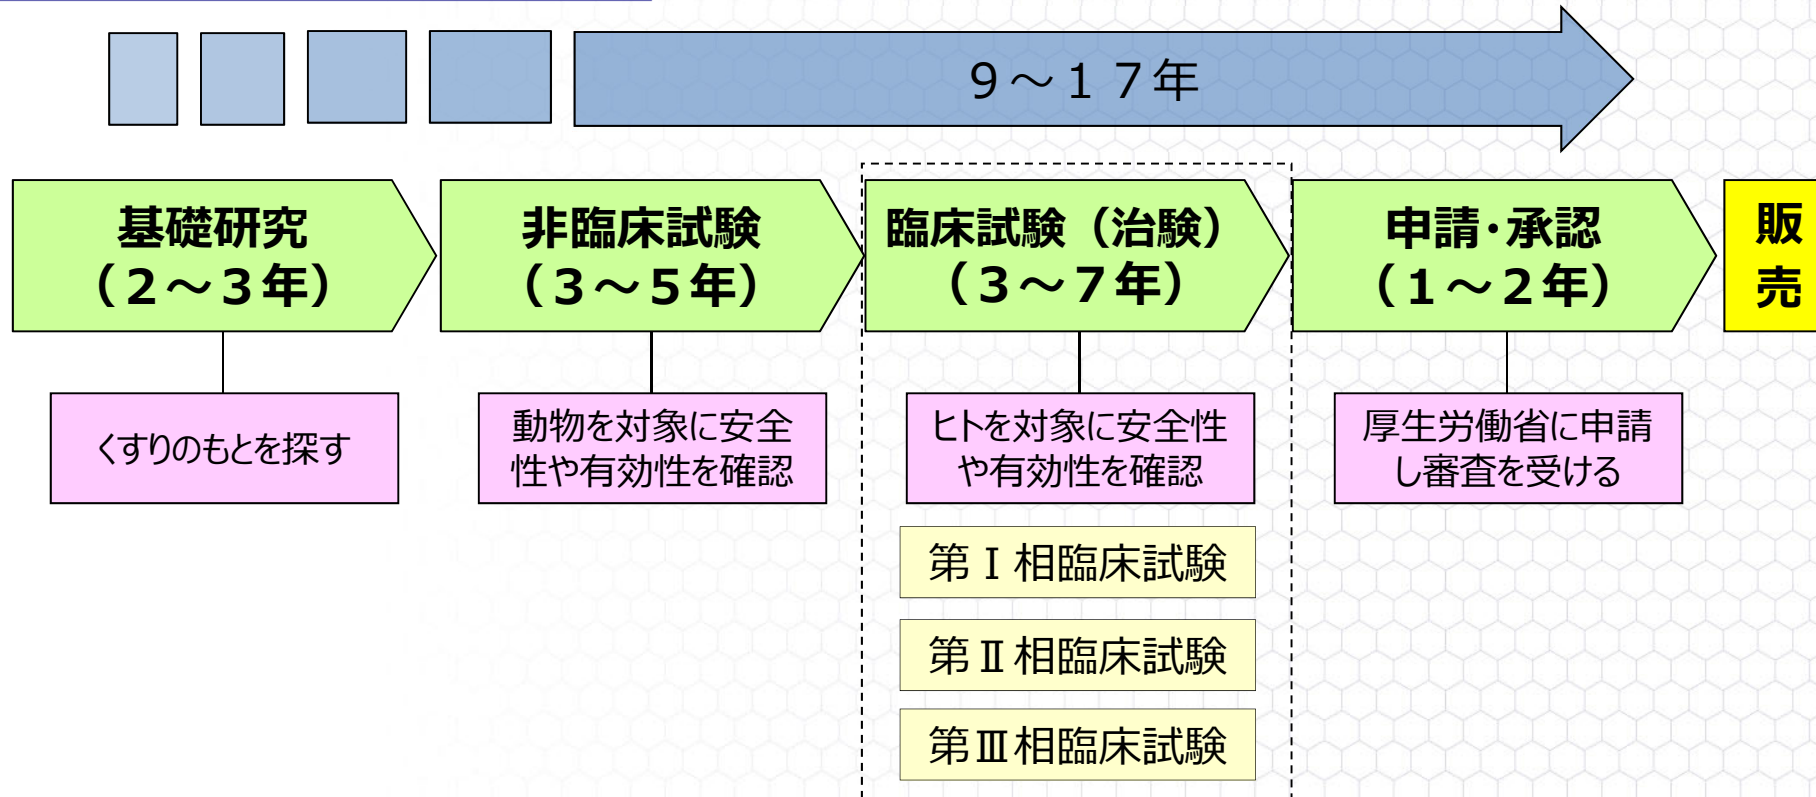 ９～１７年
基礎研究
（２～３年）
非臨床試験
（３～５年）
臨床試験（治験）
（３～７年）
申請・承認
（１～２年）
販
売
くすりのもとを探す
動物を対象に安全
性や有効性を確認
ヒトを対象に安全性
や有効性を確認
厚生労働省に申請
し審査を受ける
第Ⅰ相臨床試験
第Ⅱ相臨床試験
第Ⅲ相臨床試験